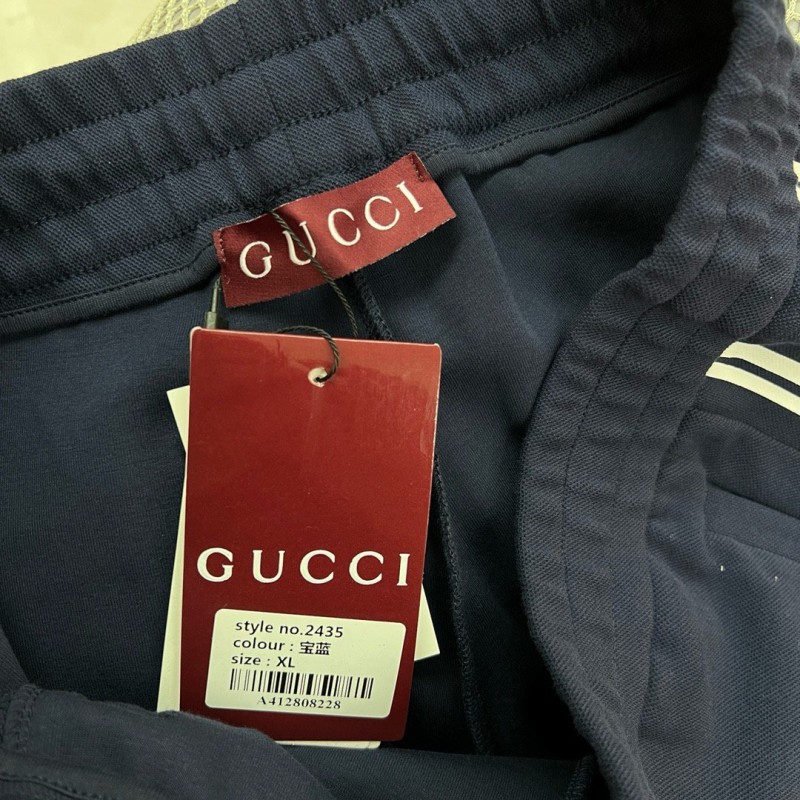 GUCCI
GUCCI
style no.2435
colour : 宝蓝
size : XL
A412808228